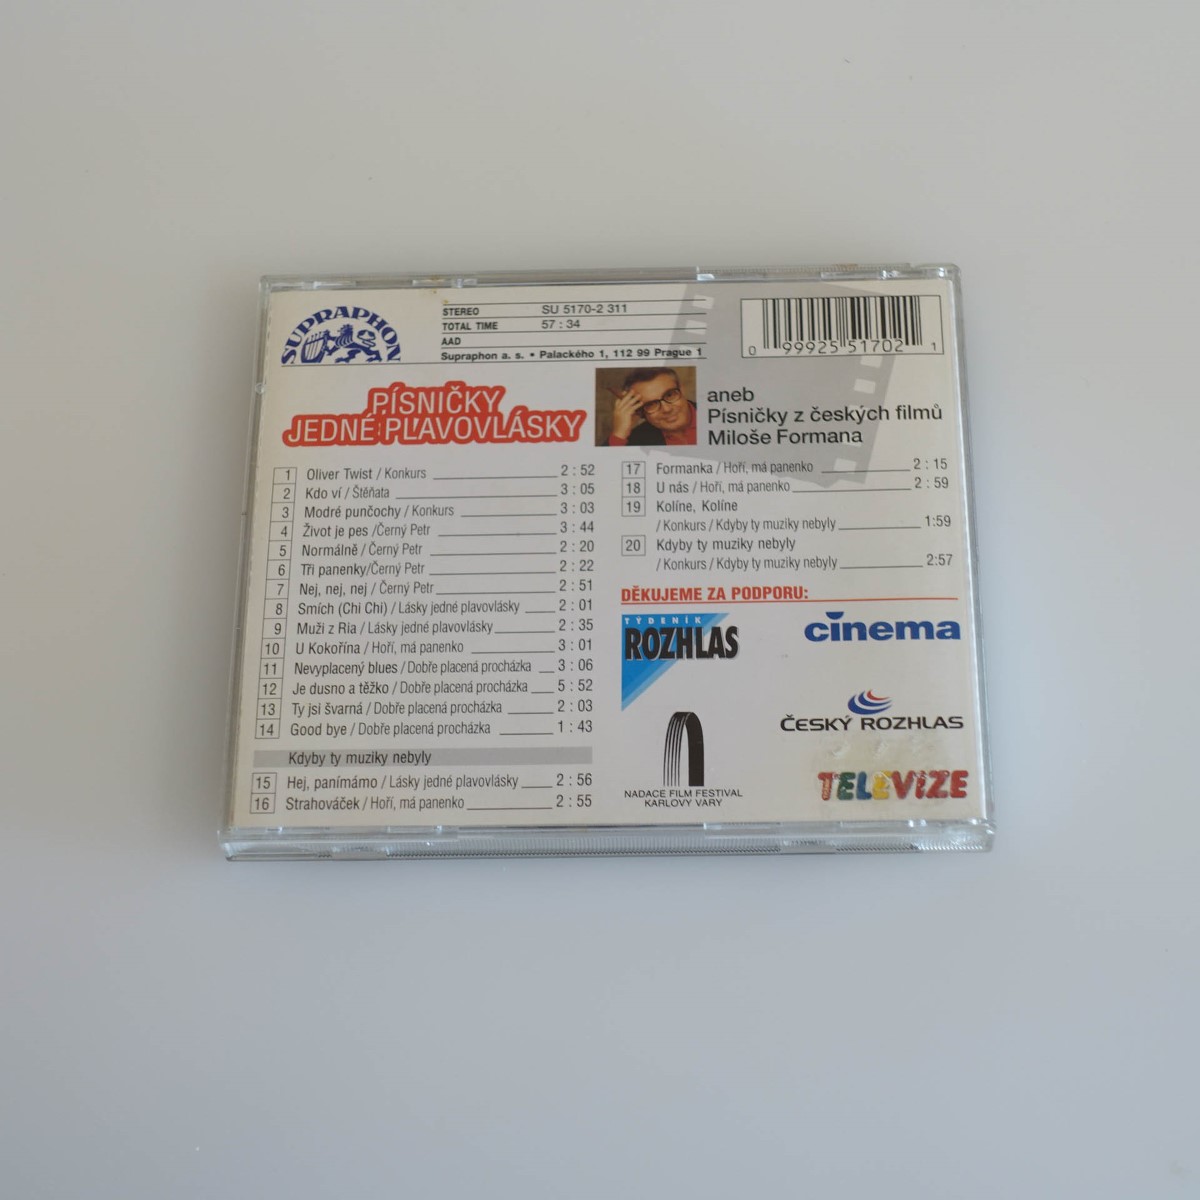 SUPRAPHON
STEREO SU 5170-2 311
TOTAL TIME 57 : 34
AAD
Supraphon a. s. • Palackého 1, 112 99 Prague 1
0 99925 51702 1
PÍSNIČKY
JEDNÉ PLAVOVLÁSKY
aneb
Písničky z českých filmů
Miloše Formana
1 Oliver Twist / Konkurs 2 : 52
2 Kdo ví / Štěňata 3 : 05
3 Modré punčochy / Konkurs 3 : 03
4 Život je pes /Černý Petr 3 : 44
5 Normálně / Černý Petr 2 : 20
6 Tři panenky/Černý Petr 2 : 22
7 Nej, nej, nej / Černý Petr 2 : 51
8 Smích (Chi Chi) / Lásky jedné plavovlásky 2 : 01
9 Muži z Ria / Lásky jedné plavovlásky 2 : 35
10 U Kokořína / Hoří, má panenko 3 : 01
11 Nevyplacený blues / Dobře placená procházka 3 : 06
12 Je dusno a těžko / Dobře placená procházka 5 : 52
13 Ty jsi švarná / Dobře placená procházka 2 : 03
14 Good bye / Dobře placená procházka 1 : 43
Kdyby ty muziky nebyly
15 Hej, panímámo / Lásky jedné plavovlásky 2 : 56
16 Strahováček / Hoří, má panenko 2 : 55
17 Formanka / Hoří, má panenko 2 : 15
18 U nás / Hoří, má panenko 2 : 59
19 Kolíne, Kolíne
/ Konkurs / Kdyby ty muziky nebyly 1:59
20 Kdyby ty muziky nebyly
/ Konkurs / Kdyby ty muziky nebyly 2:57
DĚKUJEME ZA PODPORU:
TÝDENÍK
ROZHLAS
cinema
ČESKÝ ROZHLAS
NADACE FILM FESTIVAL
KARLOVY VARY
TELEVIZE